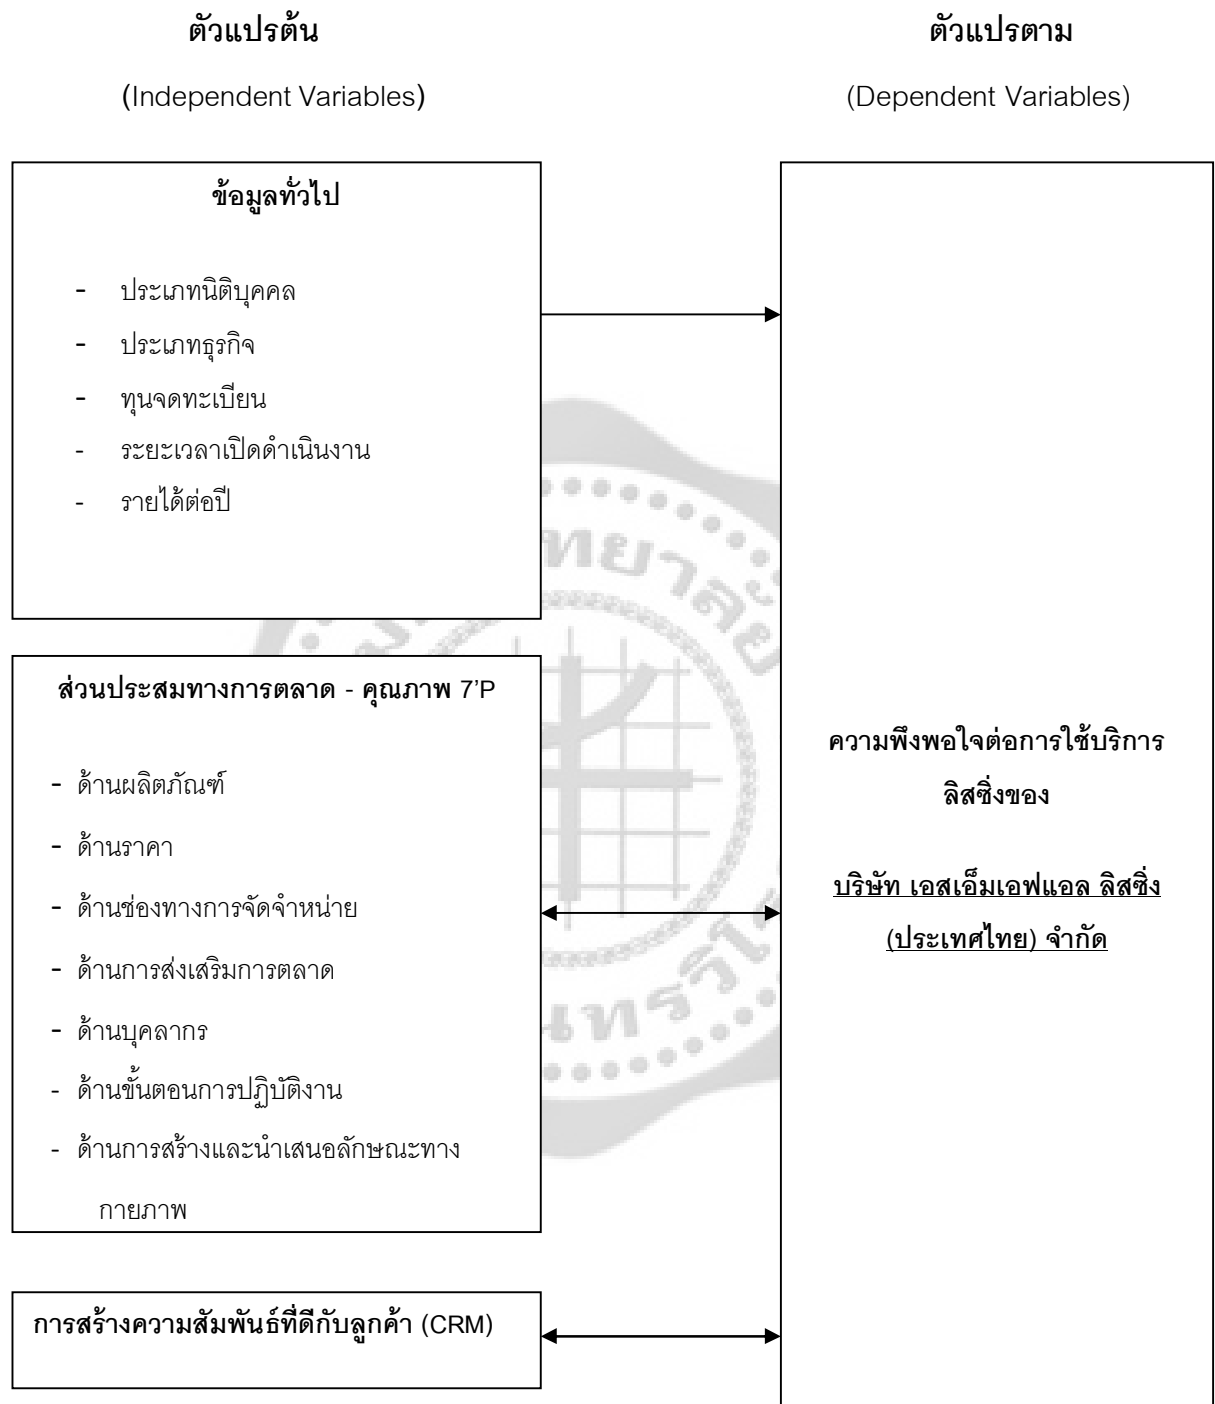 ตัวแปรต้น
(Independent Variables)
ตัวแปรตาม
(Dependent Variables)
ข้อมูลทั่วไป
- ประเภทนิติบุคคล
- ประเภทธุรกิจ
- ทุนจดทะเบียน
- ระยะเวลาเปิดดำเนินงาน
- รายได้ต่อปี
ส่วนประสมทางการตลาด - คุณภาพ 7'P
- ด้านผลิตภัณฑ์
- ด้านราคา
- ด้านช่องทางการจัดจำหน่าย
- ด้านการส่งเสริมการตลาด
- ด้านบุคลากร
- ด้านขั้นตอนการปฏิบัติงาน
- ด้านการสร้างและนำเสนอลักษณะทาง
กายภาพ
การสร้างความสัมพันธ์ที่ดีกับลูกค้า (CRM)
ความพึงพอใจต่อการใช้บริการ
ลิสซิ่งของ
บริษัท เอสเอ็มเอฟแอล ลิสซิ่ง
(ประเทศไทย) จำกัด